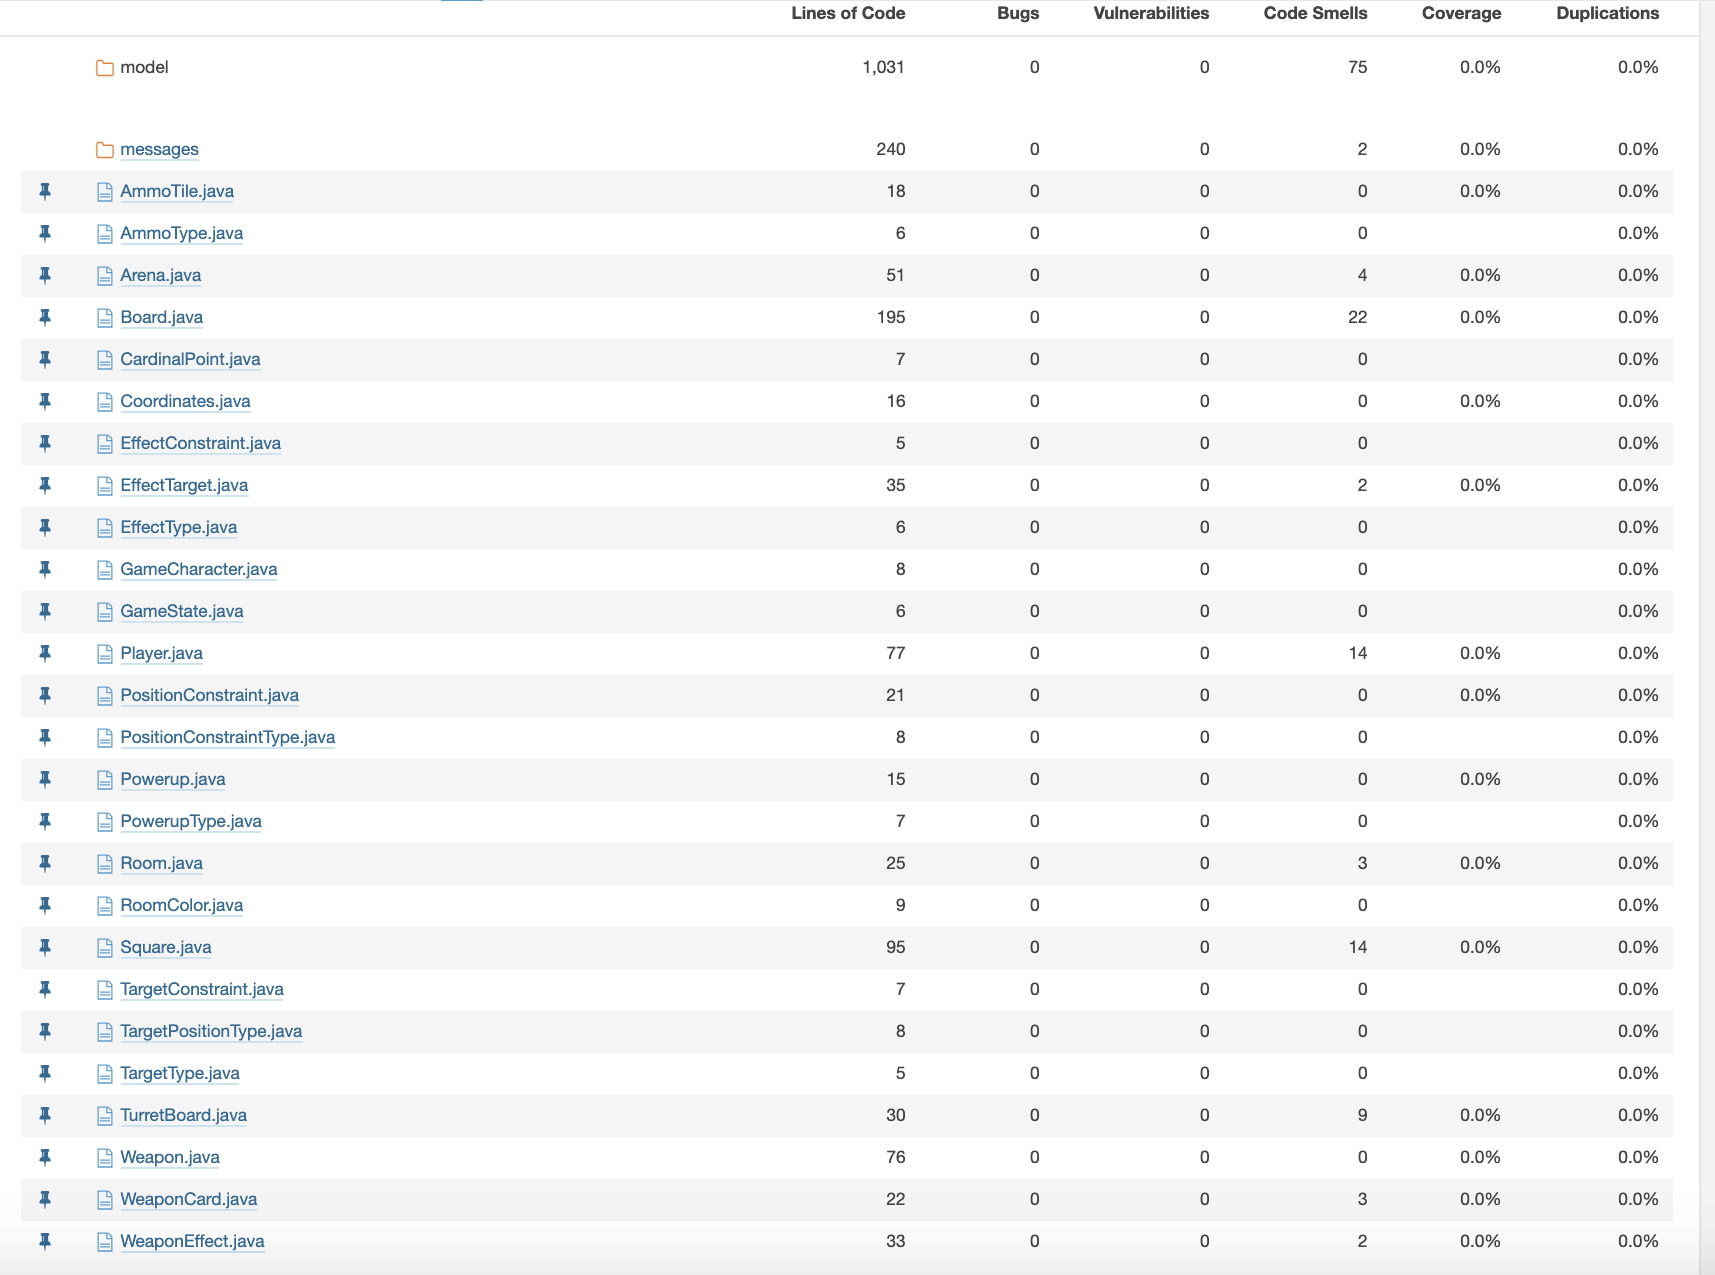 Lines of Code Bugs Vulnerabilities Code Smells Coverage Duplications
model 1,031 0 0 75 0.0% 0.0%
messages 240 0 0 2 0.0% 0.0%
AmmoTile.java 18 0 0 0 0.0% 0.0%
AmmoType.java 6 0 0 0 0.0%
Arena.java 51 0 0 4 0.0% 0.0%
Board.java 195 0 0 22 0.0% 0.0%
CardinalPoint.java 7 0 0 0 0.0%
Coordinates.java 16 0 0 0 0.0% 0.0%
EffectConstraint.java 5 0 0 0 0.0%
EffectTarget.java 35 0 0 2 0.0% 0.0%
EffectType.java 6 0 0 0 0.0%
GameCharacter.java 8 0 0 0 0.0%
GameState.java 6 0 0 0 0.0%
Player.java 77 0 0 14 0.0% 0.0%
PositionConstraint.java 21 0 0 0 0.0% 0.0%
PositionConstraintType.java 8 0 0 0 0.0%
Powerup.java 15 0 0 0 0.0% 0.0%
PowerupType.java 7 0 0 0 0.0%
Room.java 25 0 0 3 0.0% 0.0%
RoomColor.java 9 0 0 0 0.0%
Square.java 95 0 0 14 0.0% 0.0%
TargetConstraint.java 7 0 0 0 0.0%
TargetPositionType.java 8 0 0 0 0.0%
TargetType.java 5 0 0 0 0.0%
TurretBoard.java 30 0 0 9 0.0% 0.0%
Weapon.java 76 0 0 0 0.0% 0.0%
WeaponCard.java 22 0 0 3 0.0% 0.0%
WeaponEffect.java 33 0 0 2 0.0% 0.0%